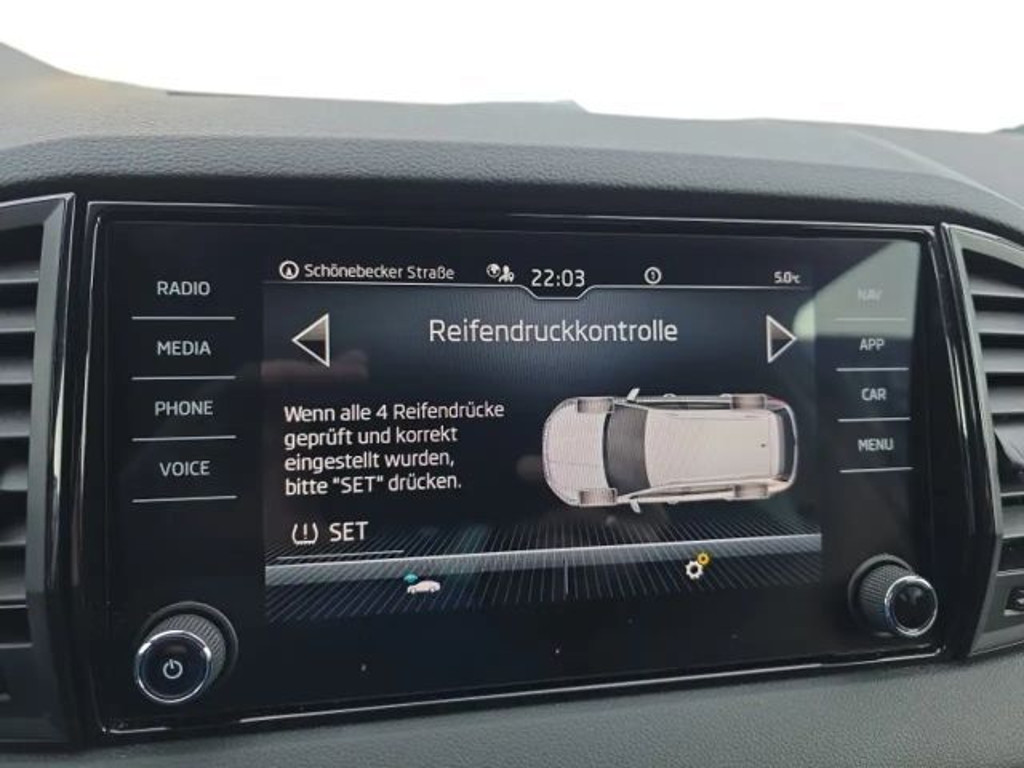 Schönebecker Straße 22:03 1 5.0°C
RADIO
MEDIA
PHONE
VOICE
Reifendruckkontrolle
Wenn alle 4 Reifendrücke
geprüft und korrekt
eingestellt wurden,
bitte "SET" drücken.
SET
NAV
APP
CAR
MENU